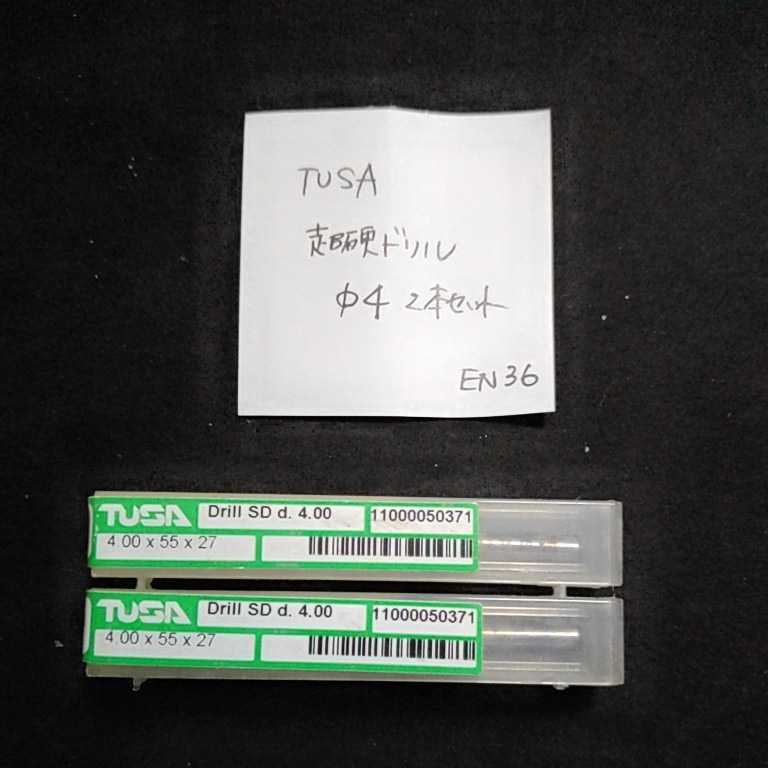 TUSA
超硬ドリル
φ4 2本セット
EN36
TUSA Drill SD d. 4.00 11000050371
4.00 x 55 x 27
TUSA Drill SD d. 4.00 11000050371
4.00 x 55 x 27